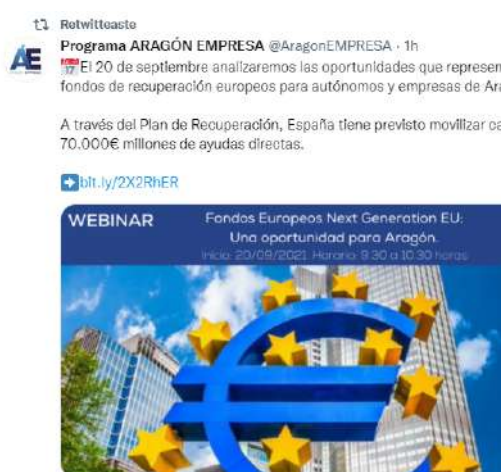 Retwitteaste
Programa ARAGÓN EMPRESA @AragonEMPRESA · 1h
ÁE
📅El 20 de septiembre analizaremos las oportunidades que represen
fondos de recuperación europeos para autónomos y empresas de Ara
A través del Plan de Recuperación, España tiene previsto movilizar ca
70.000€ millones de ayudas directas.
➡bit.ly/2X2RhER
WEBINAR
Fondos Europeos Next Generation EU:
Una oportunidad para Aragón.
Inicio: 20/09/2021. Horario: 9:30 a 10:30 horas